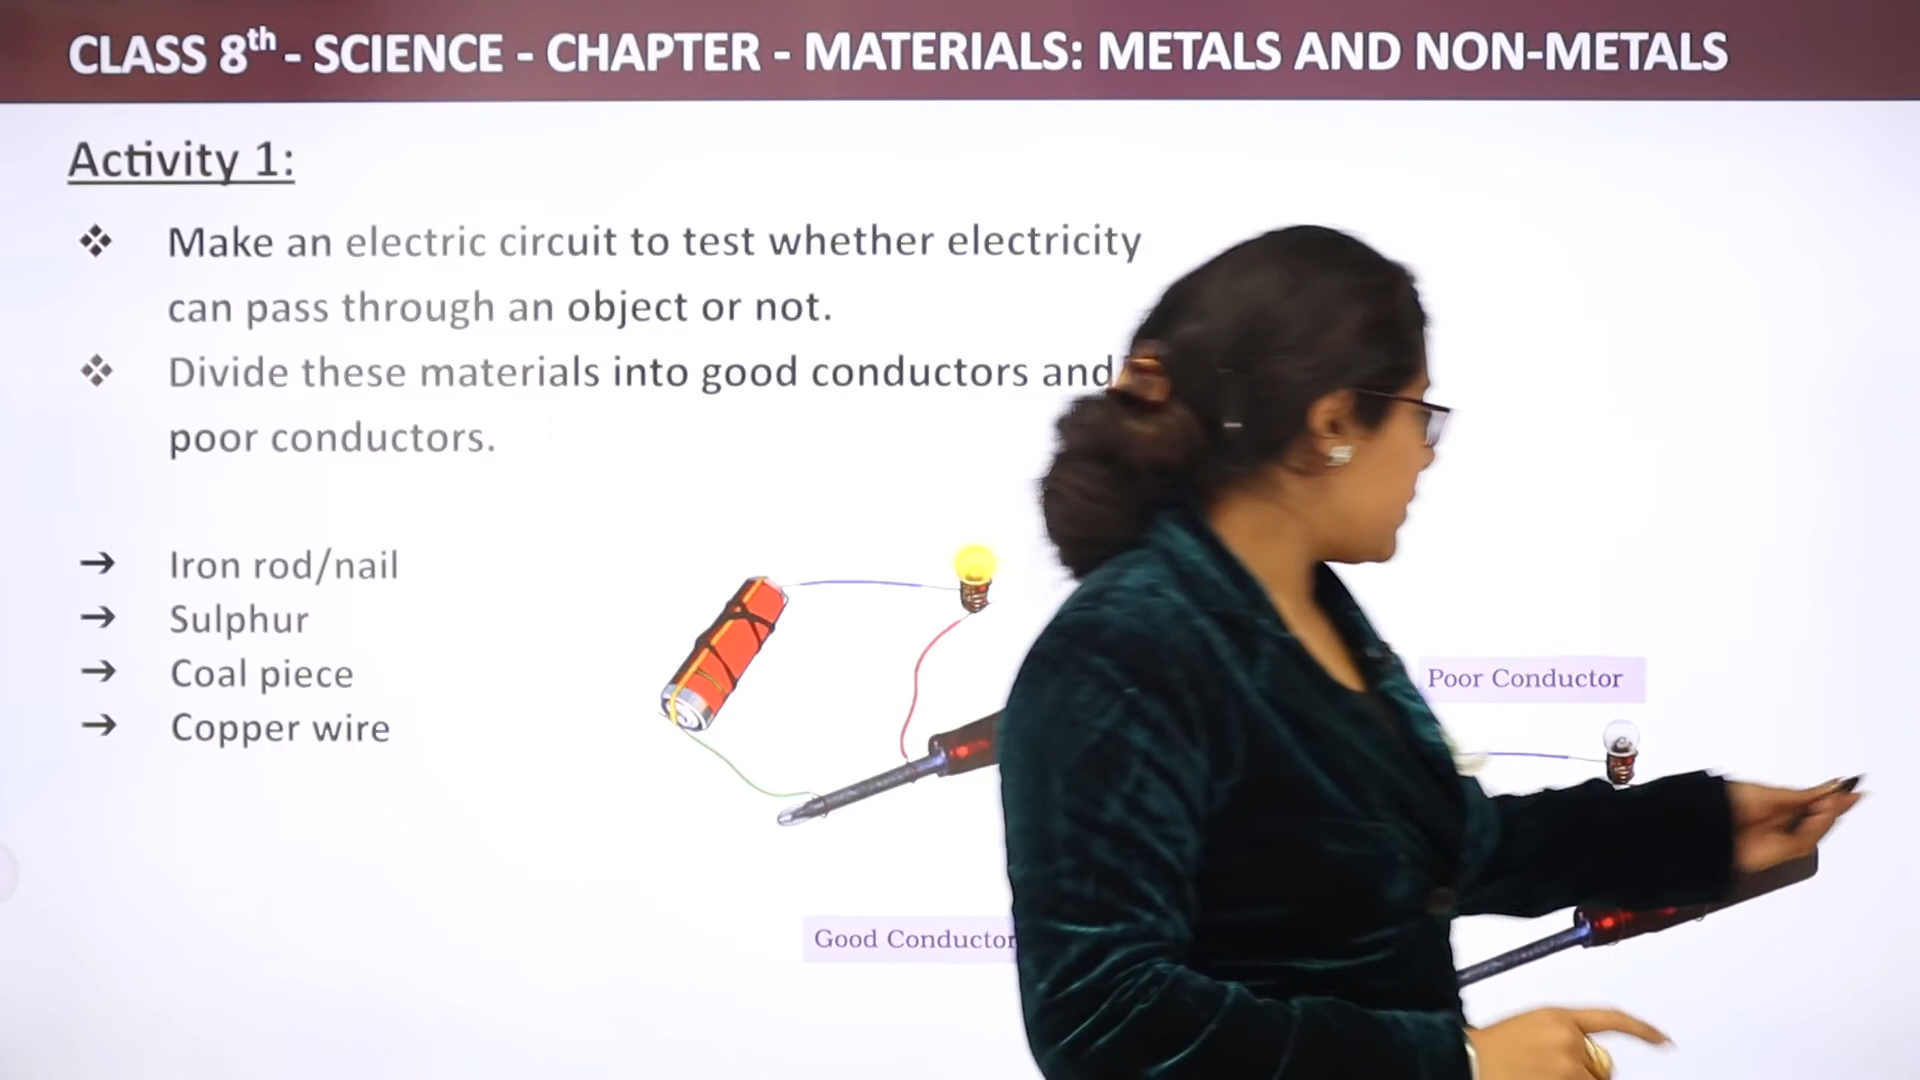 CLASS 8th - SCIENCE - CHAPTER - MATERIALS: METALS AND NON-METALS
Activity 1:
❖ Make an electric circuit to test whether electricity
can pass through an object or not.
❖ Divide these materials into good conductors and
poor conductors.
➔ Iron rod/nail
➔ Sulphur
➔ Coal piece
➔ Copper wire
Poor Conductor
Good Conductor